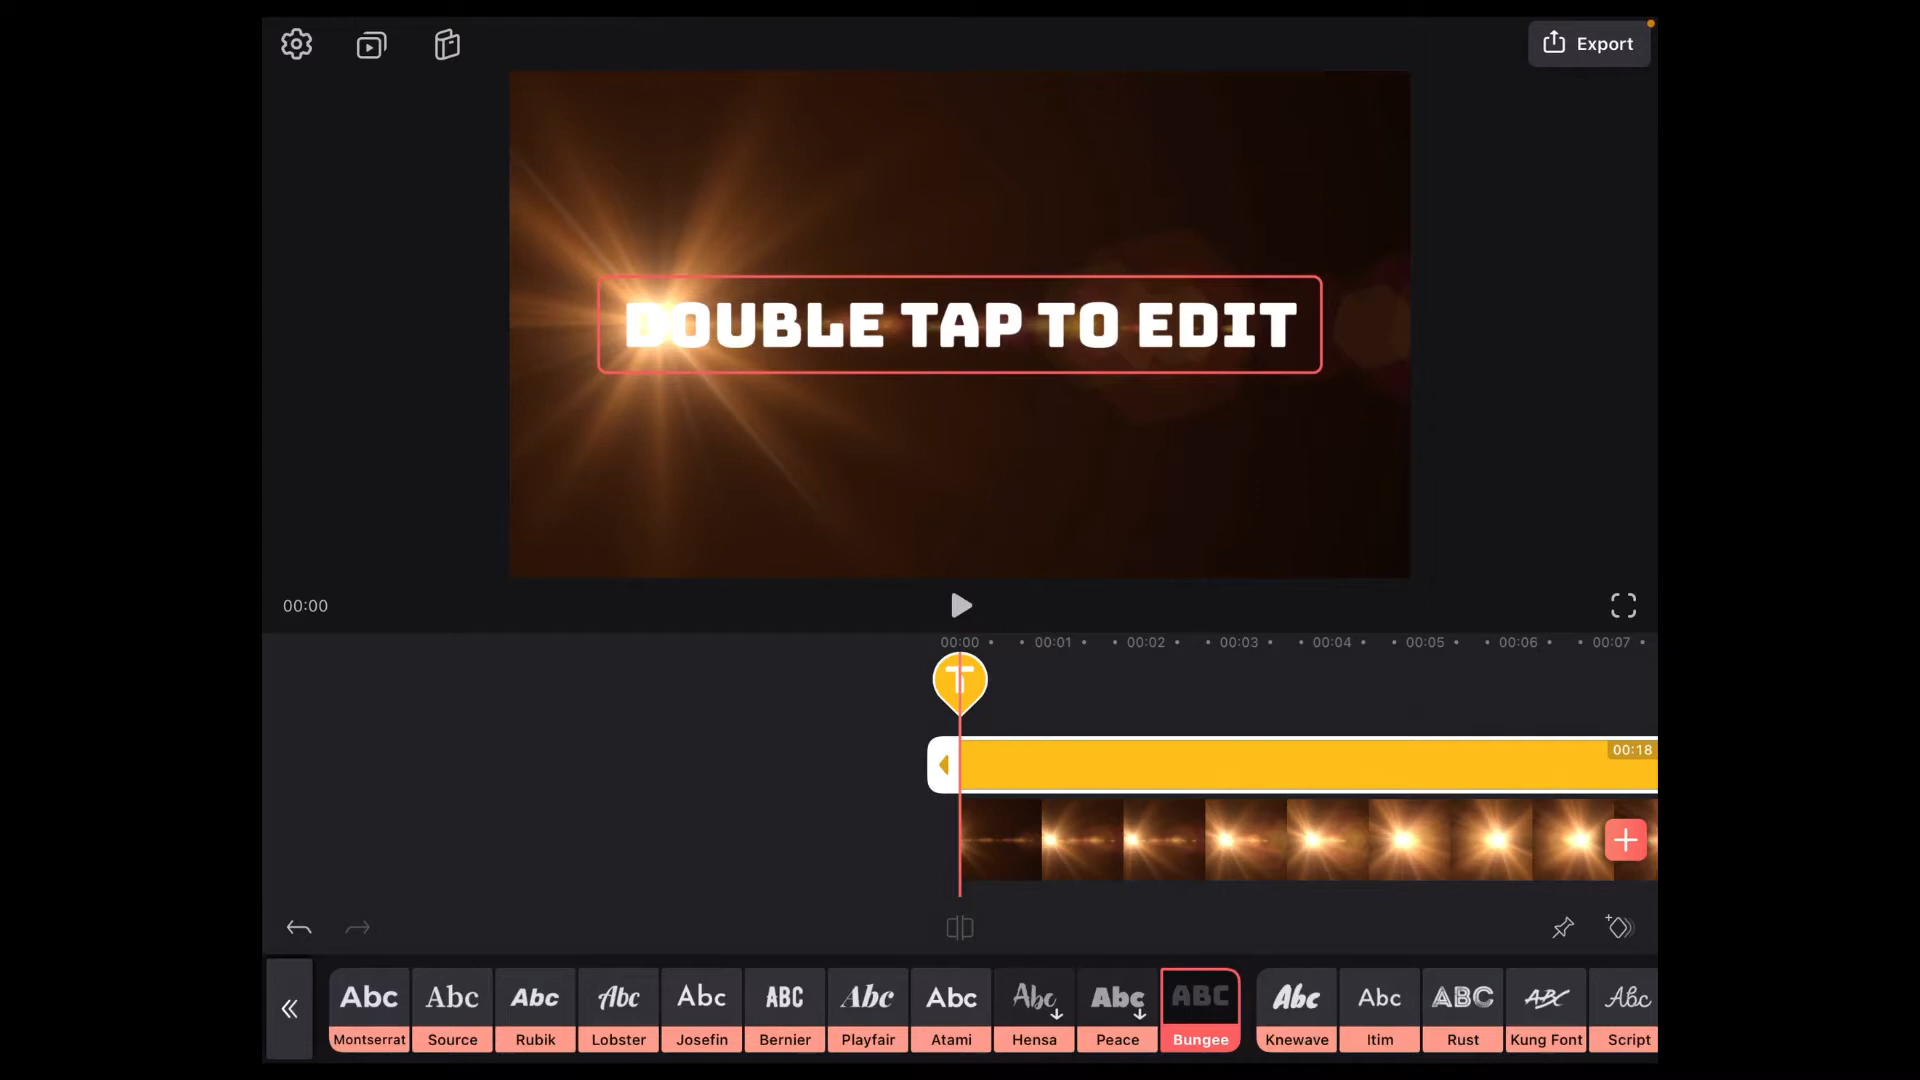 Export
DOUBLE TAP TO EDIT
00:00
00:00 00:01 00:02 00:03 00:04 00:05 00:06 00:07
T
00:18
Abc Abc Abc Abc Abc ABC Abc Abc Abc Abc ABC Abc Abc ABC ABC Abc
Montserrat Source Rubik Lobster Josefin Bernier Playfair Atami Hensa Peace Bungee Knewave Itim Rust Kung Font Script